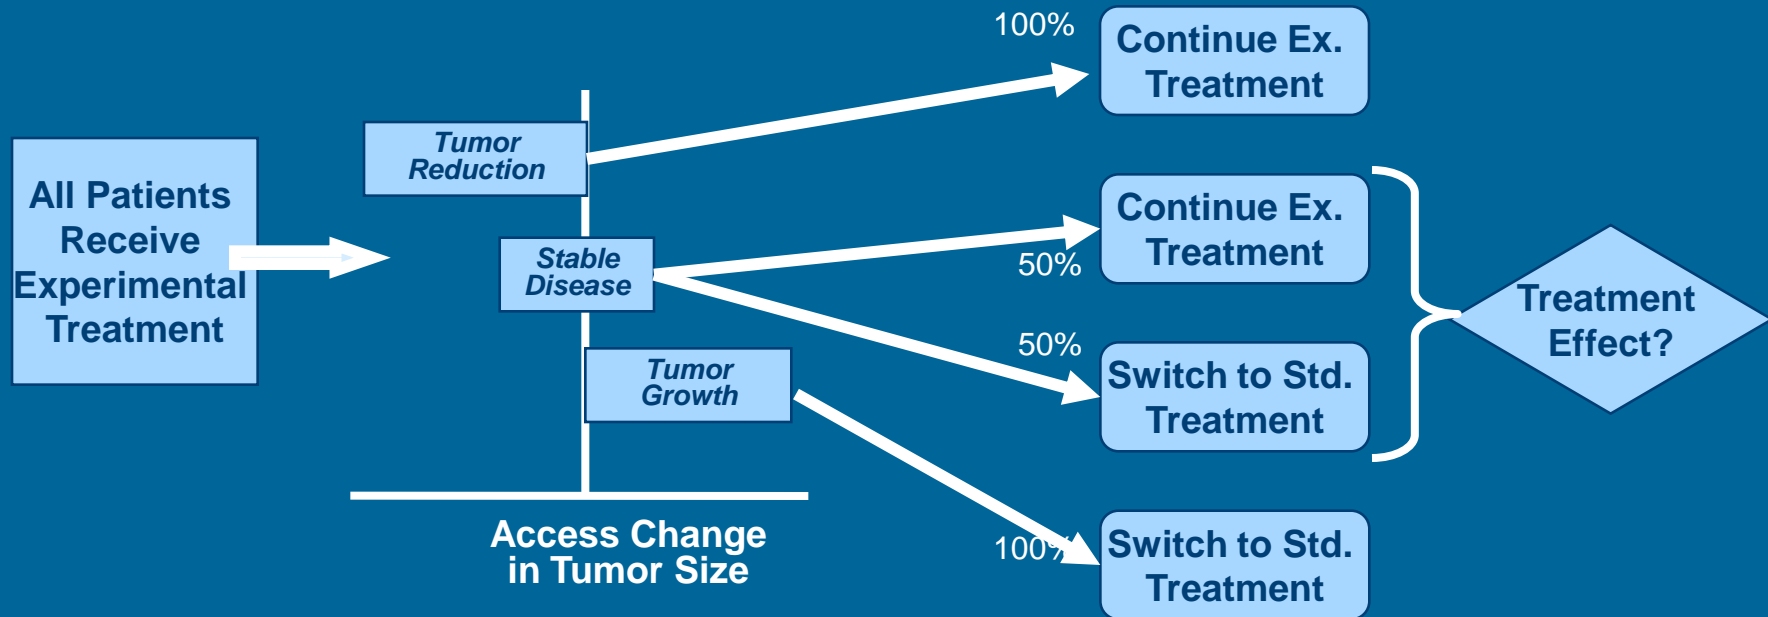 All Patients
Receive
Experimental
Treatment
Tumor
Reduction
Stable
Disease
Tumor
Growth
Access Change
in Tumor Size
100%
Continue Ex.
Treatment
50%
Continue Ex.
Treatment
50%
Switch to Std.
Treatment
100%
Switch to Std.
Treatment
Treatment
Effect?